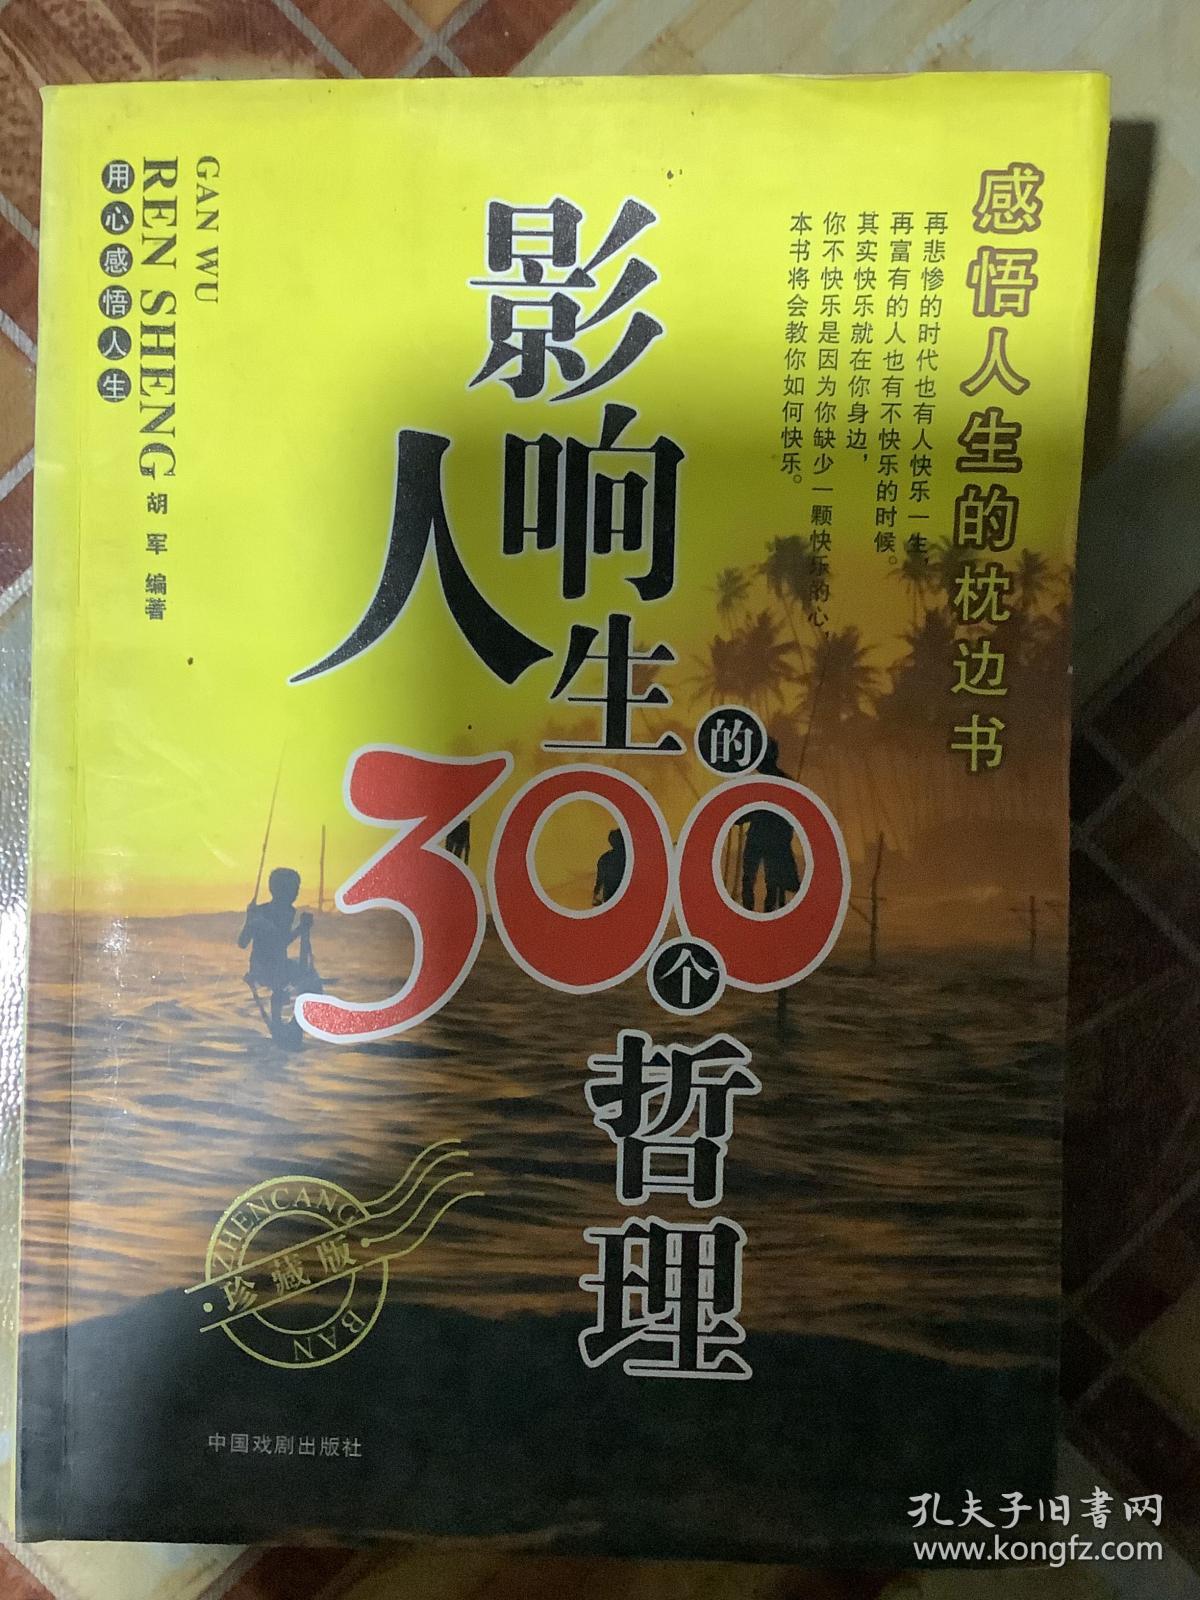 感悟人生的枕边书
再悲惨的时代也有人快乐一生，
再富有的人也有不快乐的时候。
其实快乐就在你身边，
你不快乐是因为你缺少一颗快乐的心，
本书将会教你如何快乐。
影响
人生的
300个
哲理
GAN WU
REN SHENG
胡军 编著
用心感悟人生
ZHENCANG
珍藏版
BAN
中国戏剧出版社
孔夫子旧書网
www.kongfz.com